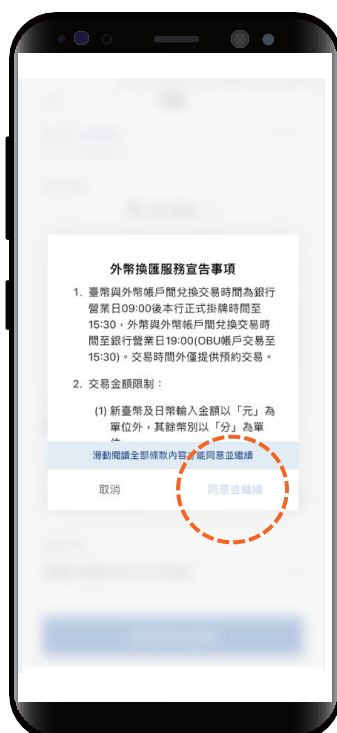 外幣換匯服務宣告事項
1. 臺幣與外幣帳戶間兌換交易時間為銀行
營業日09:00後本行正式掛牌時間至
15:30，外幣與外幣帳戶間兌換交易時
間至銀行營業日19:00(OBU帳戶交易至
15:30)。交易時間外僅提供預約交易。
2. 交易金額限制：
(1) 新臺幣及日幣輸入金額以「元」為
單位外，其餘幣別以「分」為單
滑動閱讀全部條款內容才能同意並繼續
取消
同意並繼續